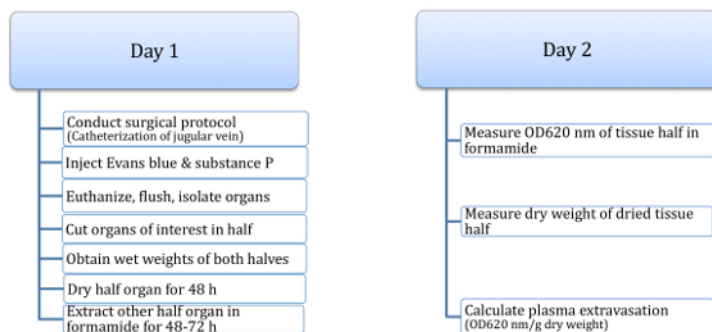 Day 1
Conduct surgical protocol
(Catheterization of jugular vein)
Inject Evans blue & substance P
Euthanize, flush, isolate organs
Cut organs of interest in half
Obtain wet weights of both halves
Dry half organ for 48 h
Extract other half organ in
formamide for 48-72 h
Day 2
Measure OD620 nm of tissue half in
formamide
Measure dry weight of dried tissue
half
Calculate plasma extravasation
(OD620 nm/g dry weight)